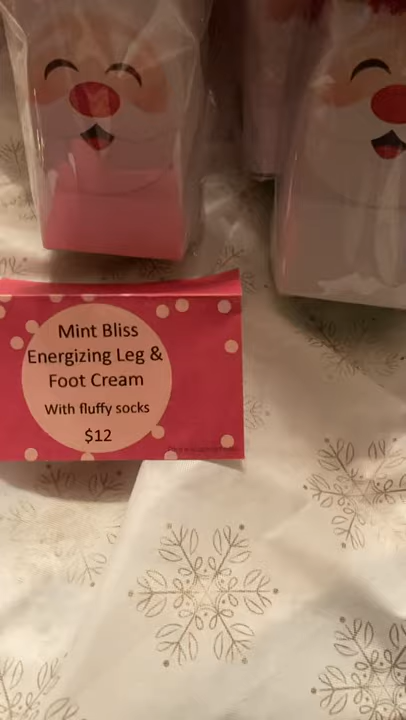 Mint Bliss
Energizing Leg &
Foot Cream
With fluffy socks
$12